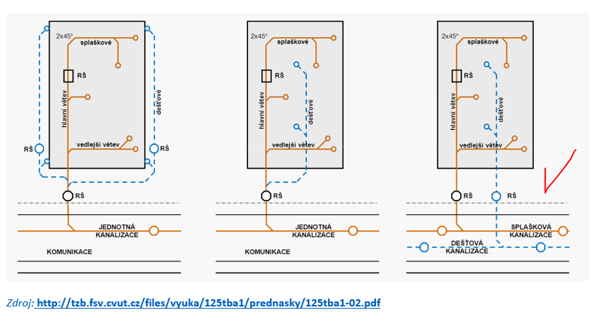 2x45°
splaškové
RŠ
hlavní větev
dešťové
vedlejší větev
RŠ
RŠ
RŠ
JEDNOTNÁ
KANALIZACE
KOMUNIKACE
2x45°
splaškové
RŠ
hlavní větev
dešťové
vedlejší větev
RŠ
JEDNOTNÁ
KANALIZACE
KOMUNIKACE
2x45°
splaškové
RŠ
hlavní větev
dešťové
vedlejší větev
RŠ
RŠ
SPLAŠKOVÁ
KANALIZACE
DEŠŤOVÁ
KANALIZACE
Zdroj: http://tzb.fsv.cvut.cz/files/vyuka/125tba1/prednasky/125tba1-02.pdf